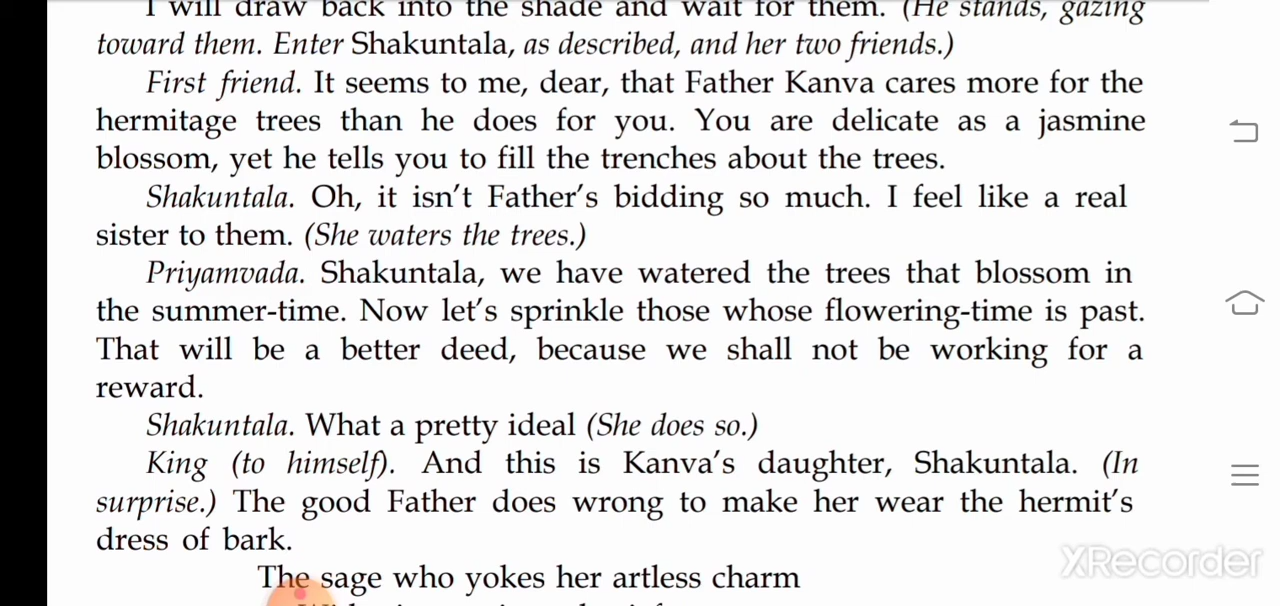 I will draw back into the shade and wait for them. (He stands, gazing
toward them. Enter Shakuntala, as described, and her two friends.)
First friend. It seems to me, dear, that Father Kanva cares more for the
hermitage trees than he does for you. You are delicate as a jasmine
blossom, yet he tells you to fill the trenches about the trees.
Shakuntala. Oh, it isn't Father's bidding so much. I feel like a real
sister to them. (She waters the trees.)
Priyamvada. Shakuntala, we have watered the trees that blossom in
the summer-time. Now let's sprinkle those whose flowering-time is past.
That will be a better deed, because we shall not be working for a
reward.
Shakuntala. What a pretty ideal (She does so.)
King (to himself). And this is Kanva's daughter, Shakuntala. (In
surprise.) The good Father does wrong to make her wear the hermit's
dress of bark.
The sage who yokes her artless charm
XRecorder